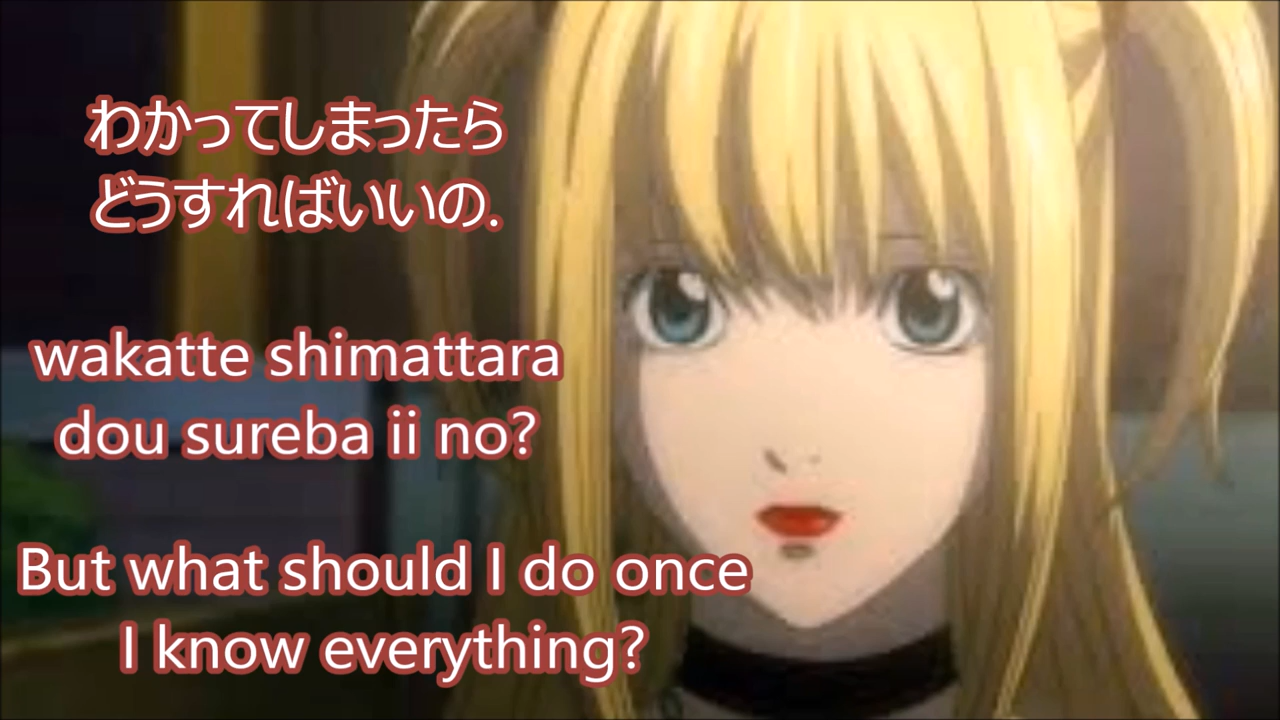 わかってしまったら
どうすればいいの.
wakatte shimattara
dou sureba ii no?
But what should I do once
I know everything?